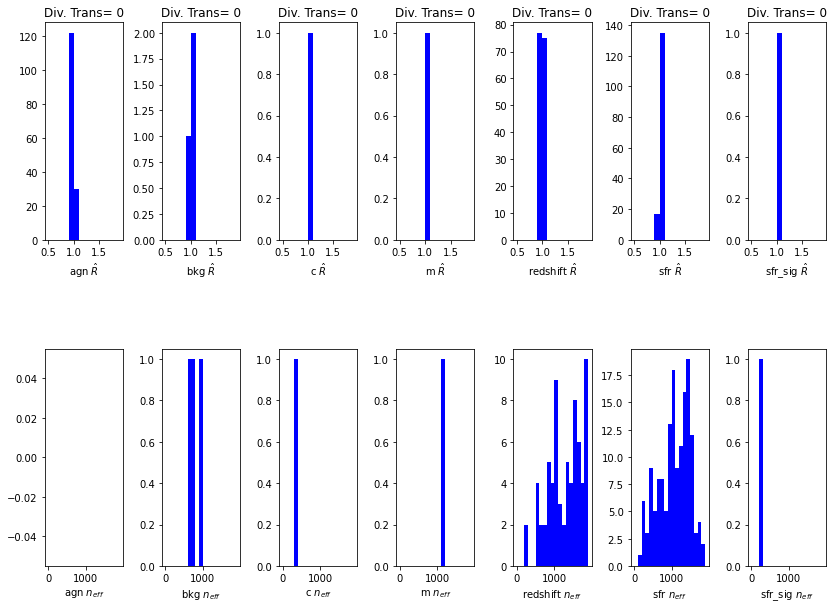 Div. Trans= 0 Div. Trans= 0 Div. Trans= 0 Div. Trans= 0 Div. Trans= 0 Div. Trans= 0 Div. Trans= 0
120 2.00 1.0 1.0 80 140 1.0
100 1.75 0.8 0.8 70 120 0.8
80 1.50 0.6 0.6 60 100 0.6
60 1.25 0.4 0.4 50 80 0.4
40 1.00 0.2 0.2 40 60 0.2
20 0.75 0.0 0.0 30 40 0.0
0 0.50 20 20
0.25 10 0
0.00 0
0.5 1.0 1.5 0.5 1.0 1.5 0.5 1.0 1.5 0.5 1.0 1.5 0.5 1.0 1.5 0.5 1.0 1.5 0.5 1.0 1.5
agn R̂ bkg R̂ c R̂ m R̂ redshift R̂ sfr R̂ sfr_sig R̂
0.04 1.0 1.0 1.0 10 17.5 1.0
0.02 0.8 0.8 0.8 8 15.0 0.8
0.00 0.6 0.6 0.6 6 12.5 0.6
−0.02 0.4 0.4 0.4 4 10.0 0.4
−0.04 0.2 0.2 0.2 2 7.5 0.2
0.0 0.0 0.0 0 5.0 0.0
2.5
0.0
0 1000 0 1000 0 1000 0 1000 0 1000 0 1000 0 1000
agn n_eff bkg n_eff c n_eff m n_eff redshift n_eff sfr n_eff sfr_sig n_eff